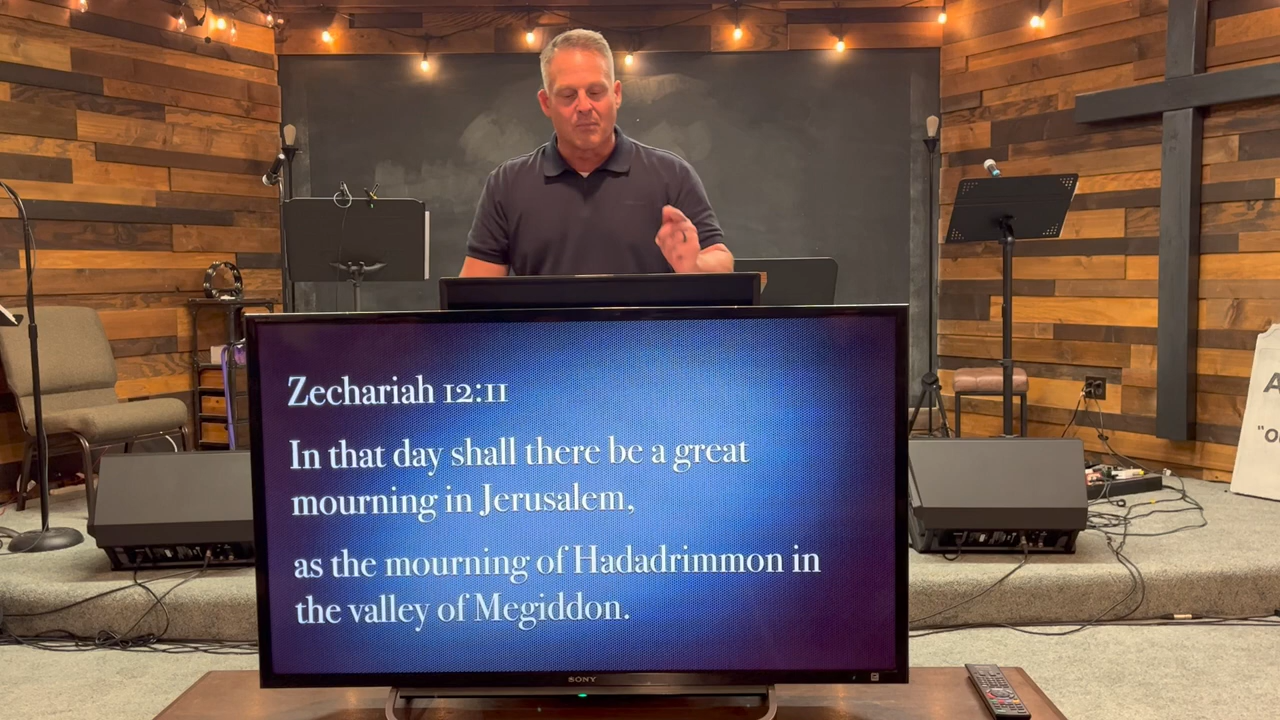 Zechariah 12:11
In that day shall there be a great
mourning in Jerusalem,
as the mourning of Hadadrimmon in
the valley of Megiddon.
SONY